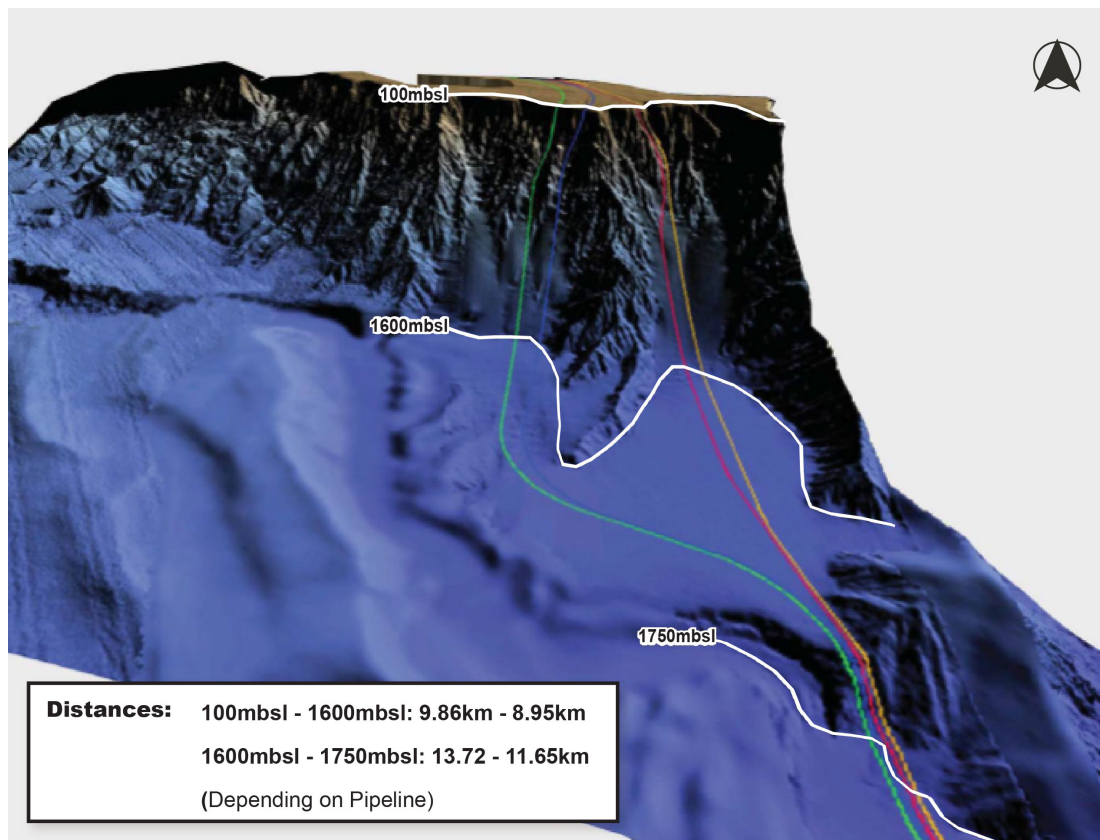 100mbsl
1600mbsl
1750mbsl
Distances: 100mbsl - 1600mbsl: 9.86km - 8.95km
1600mbsl - 1750mbsl: 13.72 - 11.65km
(Depending on Pipeline)